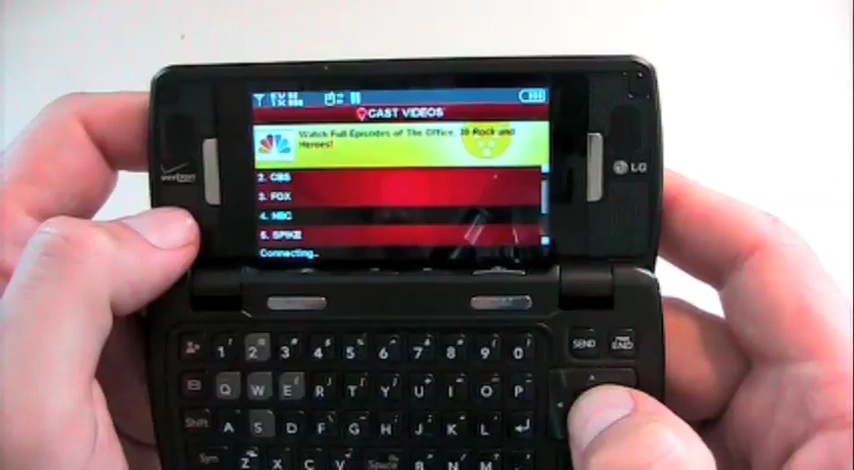 CAST VIDEOS
Watch Full Episodes of The Office, 30 Rock and
Heroes!
2. CBS
3. FOX
4. NBC
5. SPIKE
Connecting..
verizon
LG
1 2 3 4 5 6 7 8 9 0
SEND
END
Q W E R T Y U I O P
Shift A S D F G H J K L
Sym Z X C V Space B N M